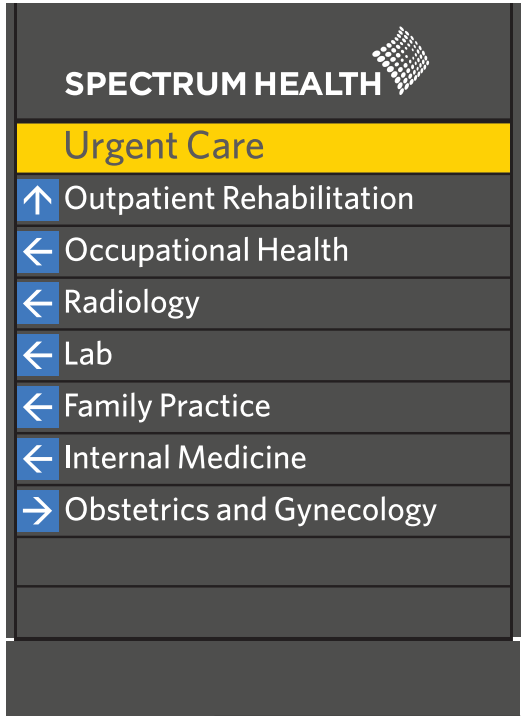 SPECTRUM HEALTH
Urgent Care
↑ Outpatient Rehabilitation
← Occupational Health
← Radiology
← Lab
← Family Practice
← Internal Medicine
→ Obstetrics and Gynecology